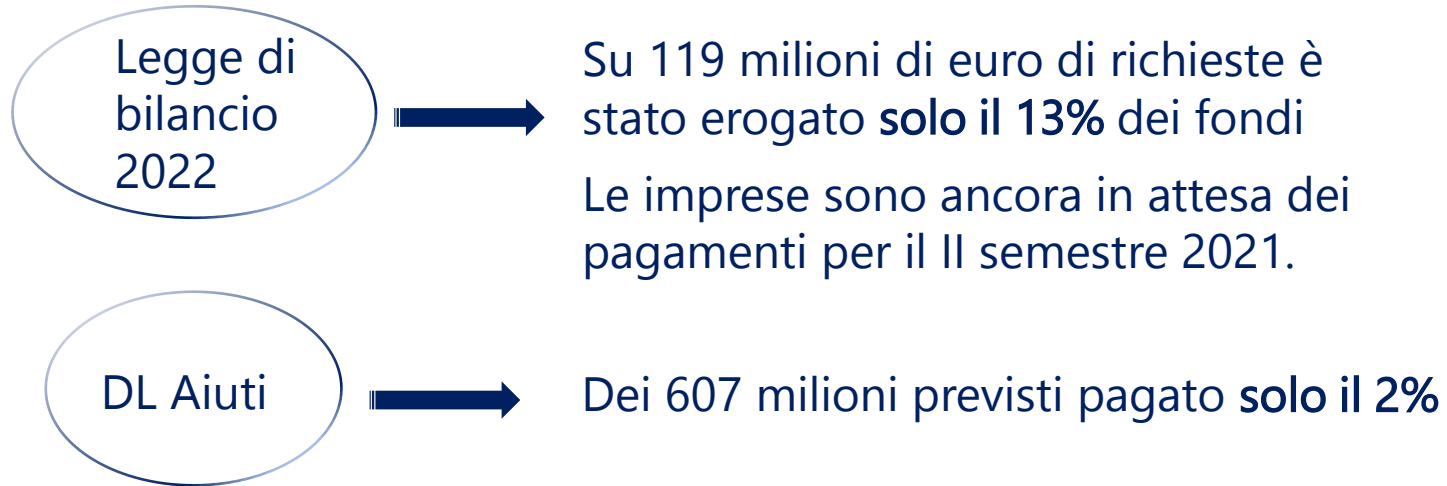 Legge di
bilancio
2022
Su 119 milioni di euro di richieste è
stato erogato solo il 13% dei fondi
Le imprese sono ancora in attesa dei
pagamenti per il II semestre 2021.
DL Aiuti
Dei 607 milioni previsti pagato solo il 2%